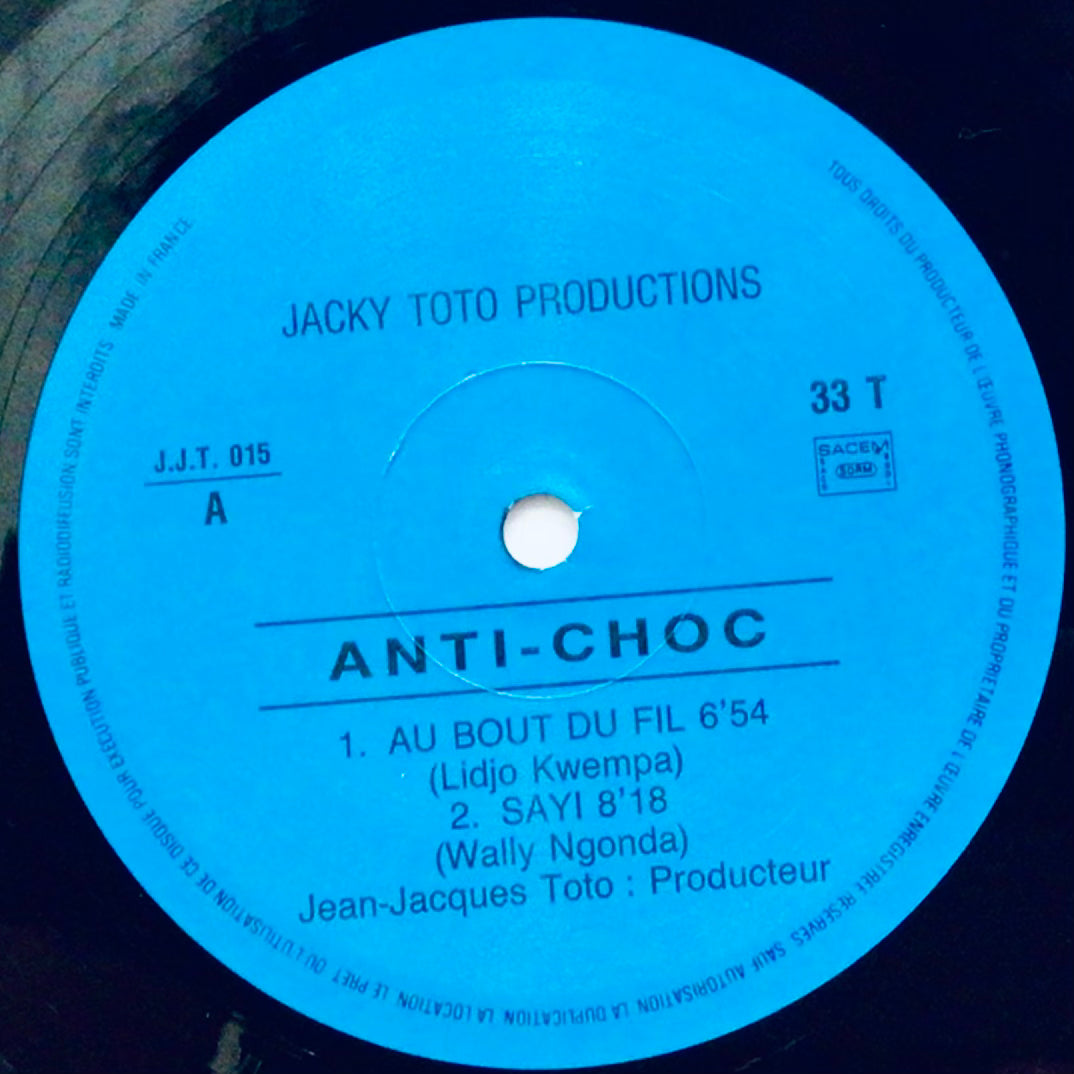 JACKY TOTO PRODUCTIONS
33 T
SACEM
SDRM
J.J.T. 015
A
ANTI-CHOC
1. AU BOUT DU FIL 6'54
(Lidjo Kwempa)
2. SAYI 8'18
(Wally Ngonda)
Jean-Jacques Toto : Producteur
TOUS DROITS DU PRODUCTEUR DE L'ŒUVRE PHONOGRAPHIQUE ET DU PROPRIETAIRE DE L'ŒUVRE ENREGISTREE RESERVES SAUF AUTORISATION LA DUPLICATION LA LOCATION LE PRET OU L'UTILISATION DE CE DISQUE POUR EXECUTION PUBLIQUE ET RADIODIFFUSION SONT INTERDITS MADE IN FRANCE